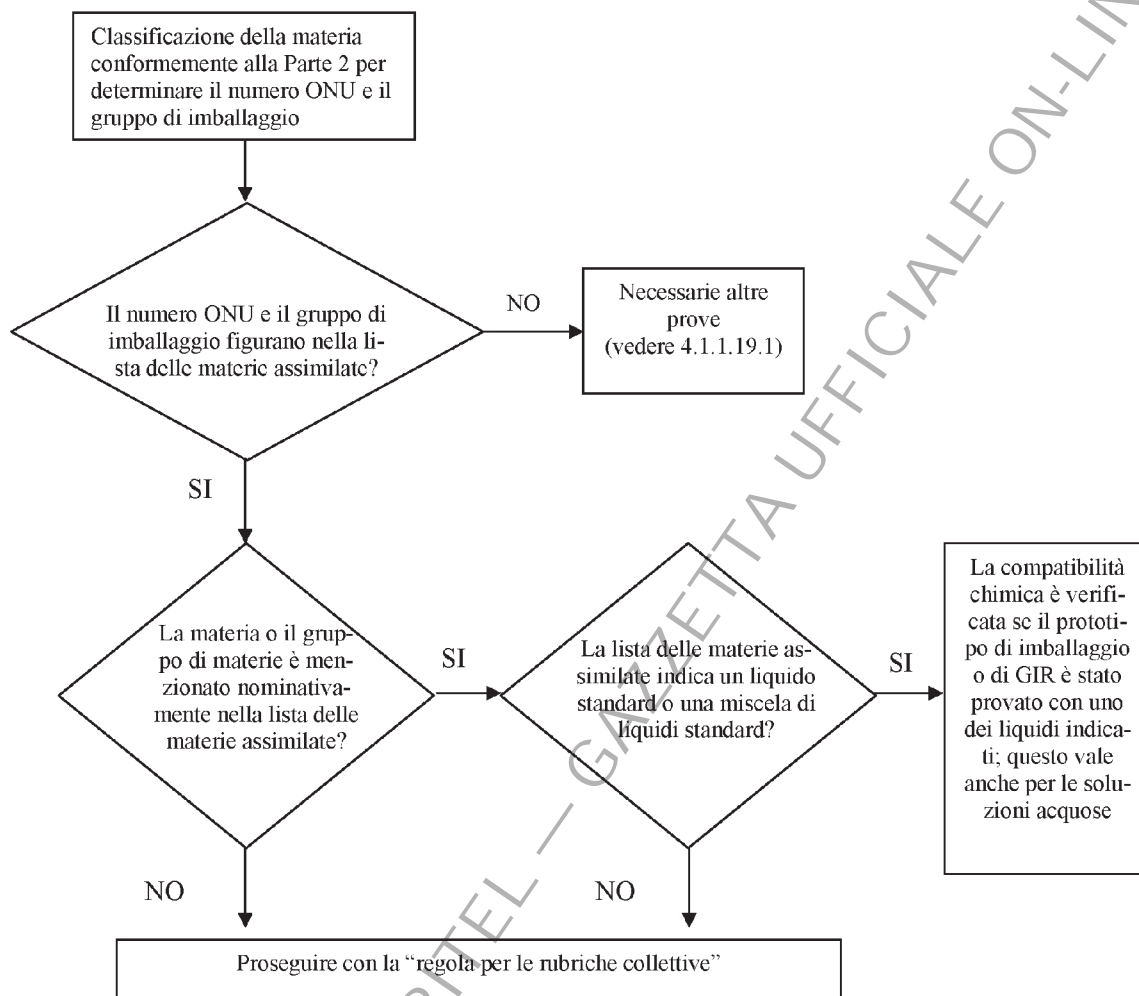 Classificazione della materia
conformemente alla Parte 2 per
determinare il numero ONU e il
gruppo di imballaggio
Il numero ONU e il gruppo di
imballaggio figurano nella li-
sta delle materie assimilate?
NO
Necessarie altre
prove
(vedere 4.1.1.19.1)
SI
La materia o il grup-
po di materie è men-
zionato nominativa-
mente nella lista delle
materie assimilate?
SI
La lista delle materie as-
similate indica un liquido
standard o una miscela di
liquidi standard?
SI
La compatibilità
chimica è verifi-
cata se il prototi-
po di imballaggio
o di GIR è stato
provato con uno
dei liquidi indica-
ti; questo vale
anche per le solu-
zioni acquose
NO
NO
Proseguire con la “regola per le rubriche collettive”
PITEL — GAZZETTA UFFICIALE ON-LIN